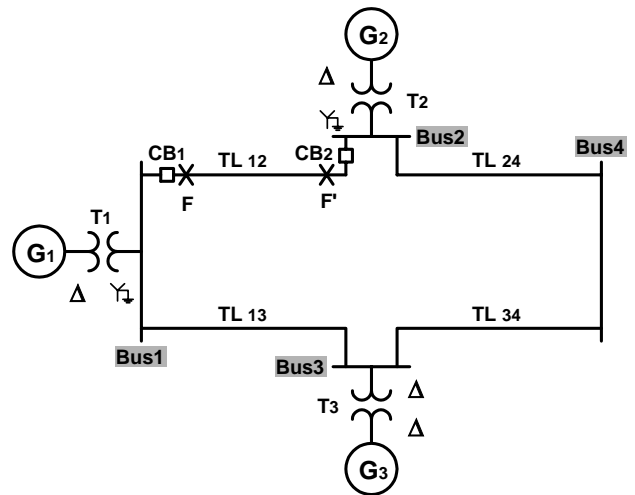 G2
Δ
T2
Bus2
CB1
TL 12
CB2
TL 24
Bus4
F
F'
T1
G1
Δ
TL 13
TL 34
Bus1
Bus3
T3
Δ
Δ
G3